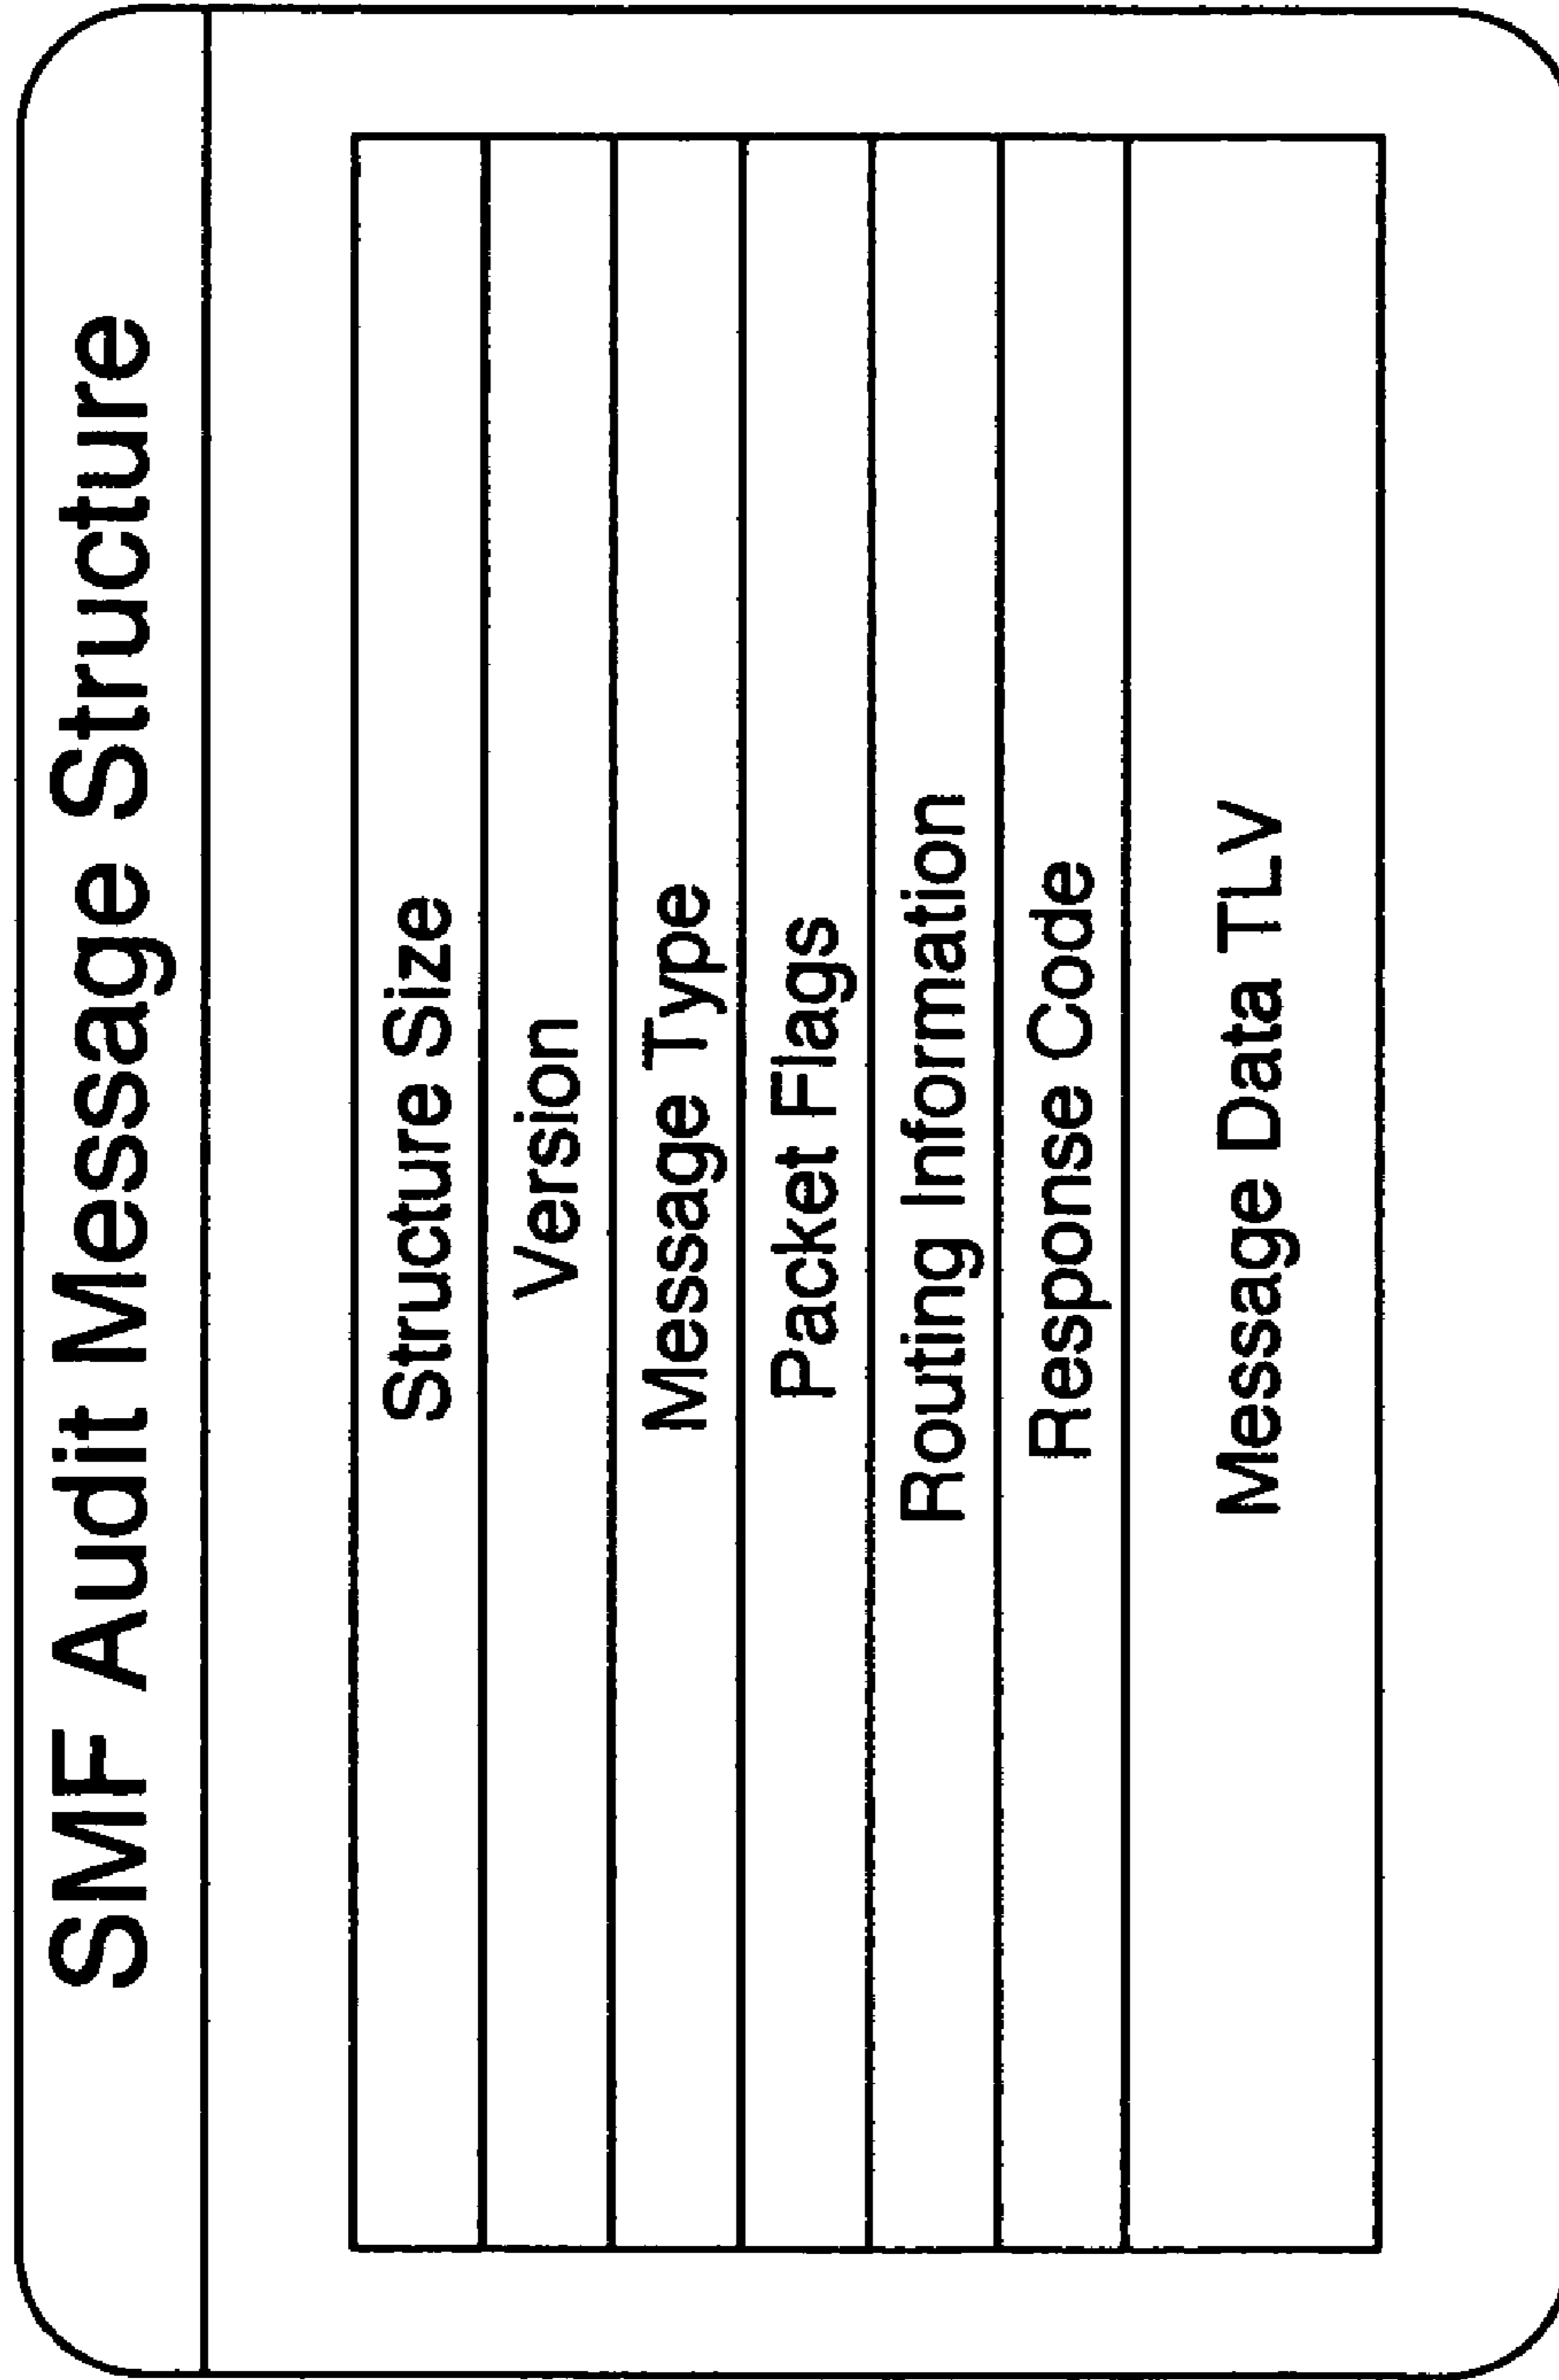 SMF Audit Message Structure
Structure Size
Version
Message Type
Packet Flags
Routing Information
Response Code
Message Data TLV